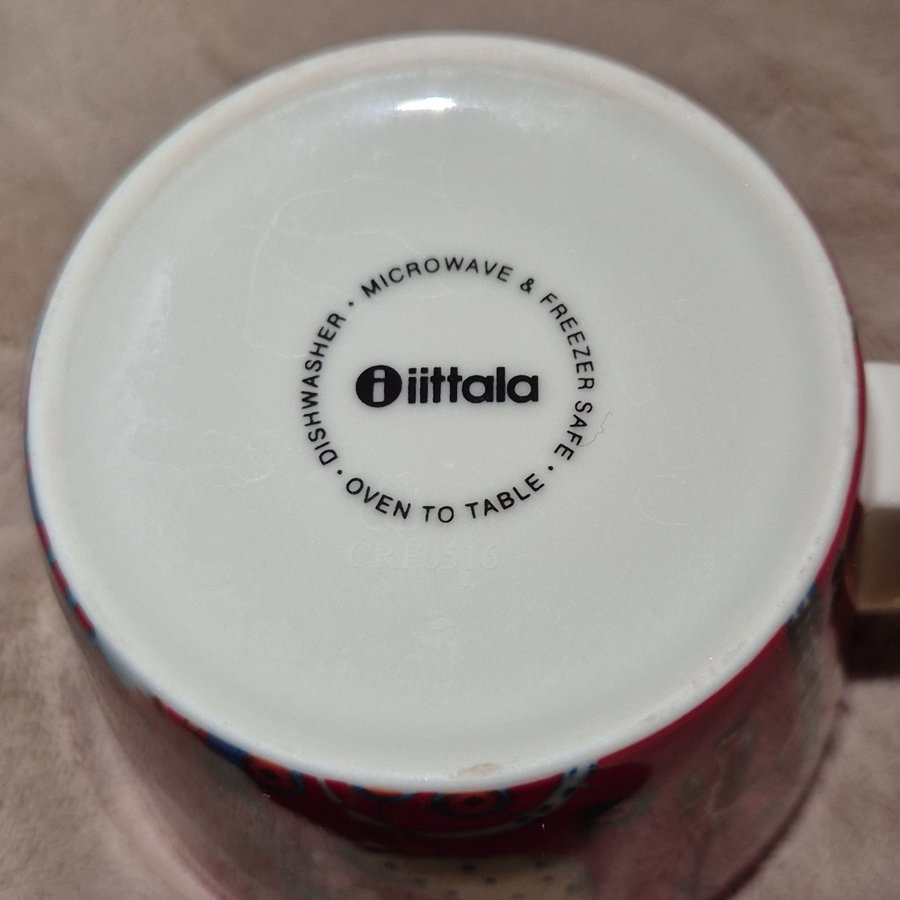 DISHWASHER · MICROWAVE & FREEZER SAFE · OVEN TO TABLE ·
i iittala